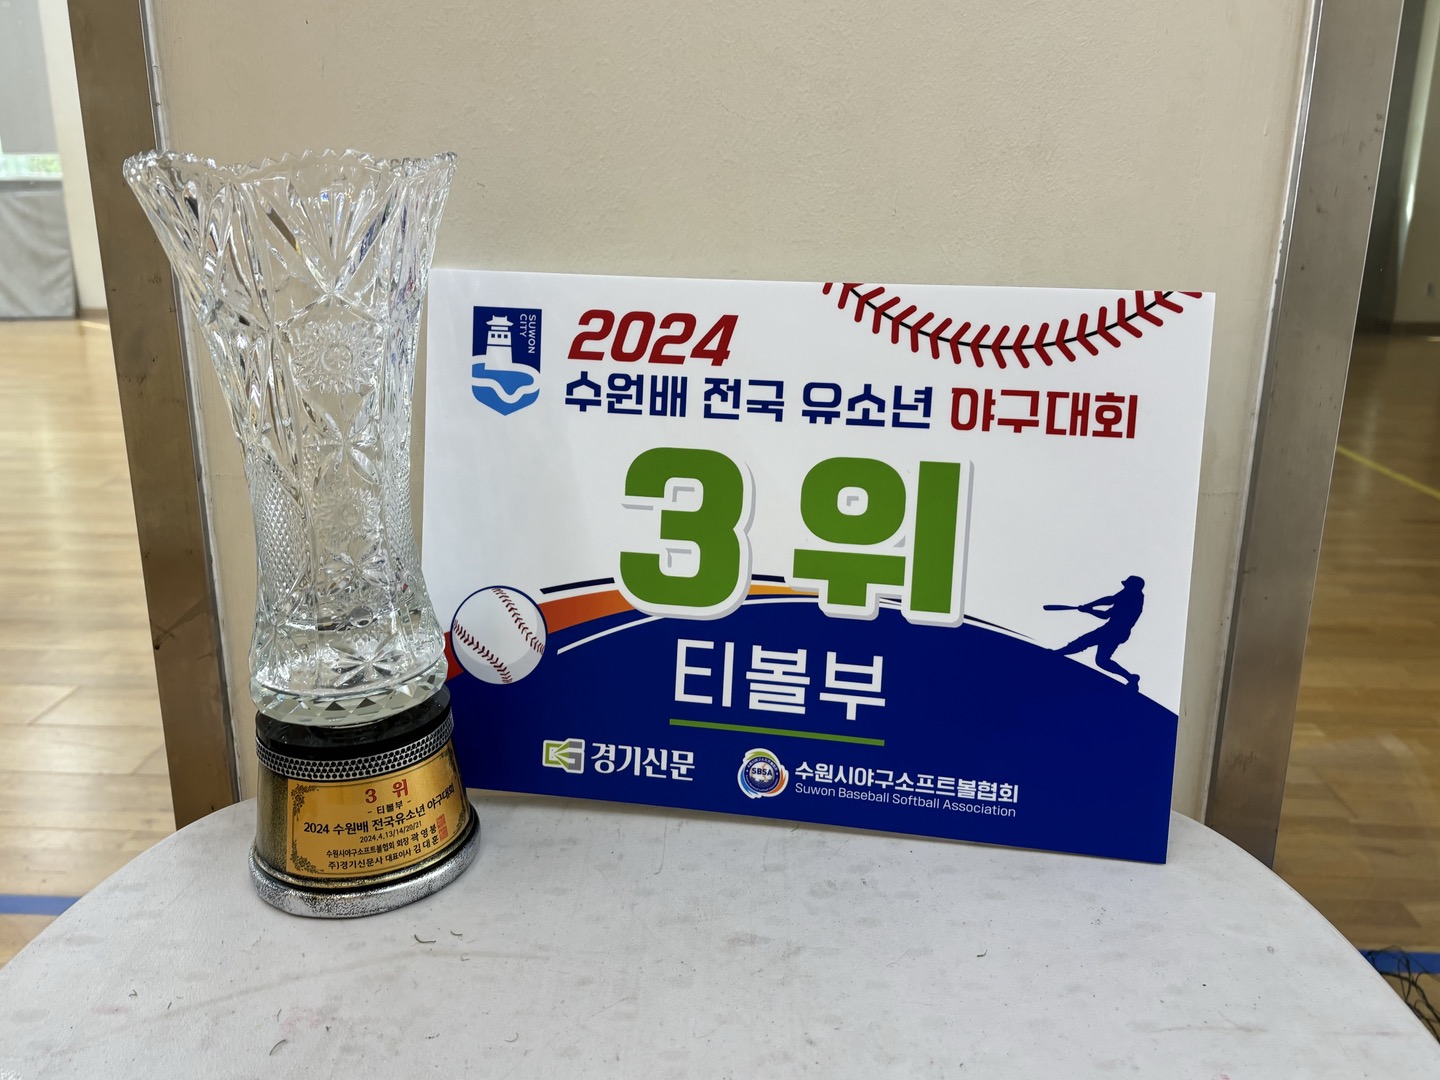 SUWON
CITY
2024
수원배 전국 유소년 야구대회
3위
티볼부
경기신문
SBSA
수원시야구소프트볼협회
Suwon Baseball Softball Association
3 위
- 티볼부 -
2024 수원배 전국유소년 야구대회
2024.4.13/14/20/21
수원시야구소프트볼협회 회장 곽영붕
주)경기신문사 대표이사 김대훈